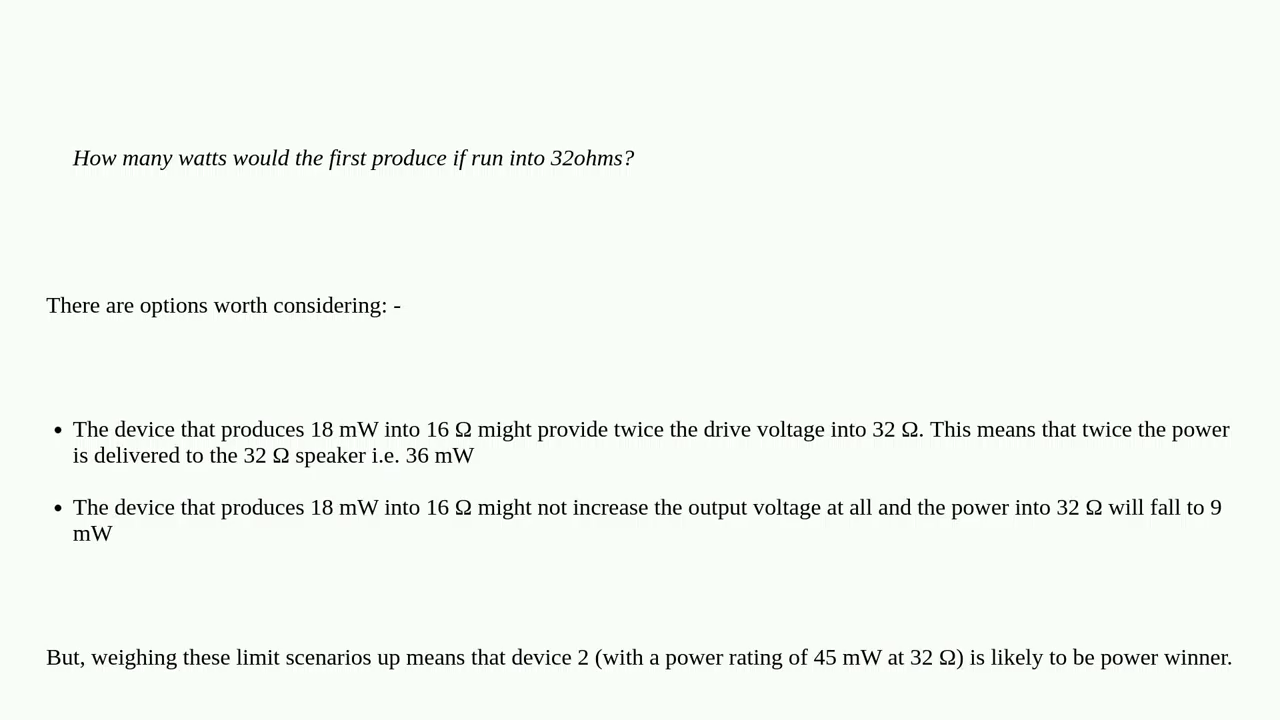 How many watts would the first produce if run into 32ohms?
There are options worth considering: -
• The device that produces 18 mW into 16 Ω might provide twice the drive voltage into 32 Ω. This means that twice the power
is delivered to the 32 Ω speaker i.e. 36 mW
• The device that produces 18 mW into 16 Ω might not increase the output voltage at all and the power into 32 Ω will fall to 9
mW
But, weighing these limit scenarios up means that device 2 (with a power rating of 45 mW at 32 Ω) is likely to be power winner.